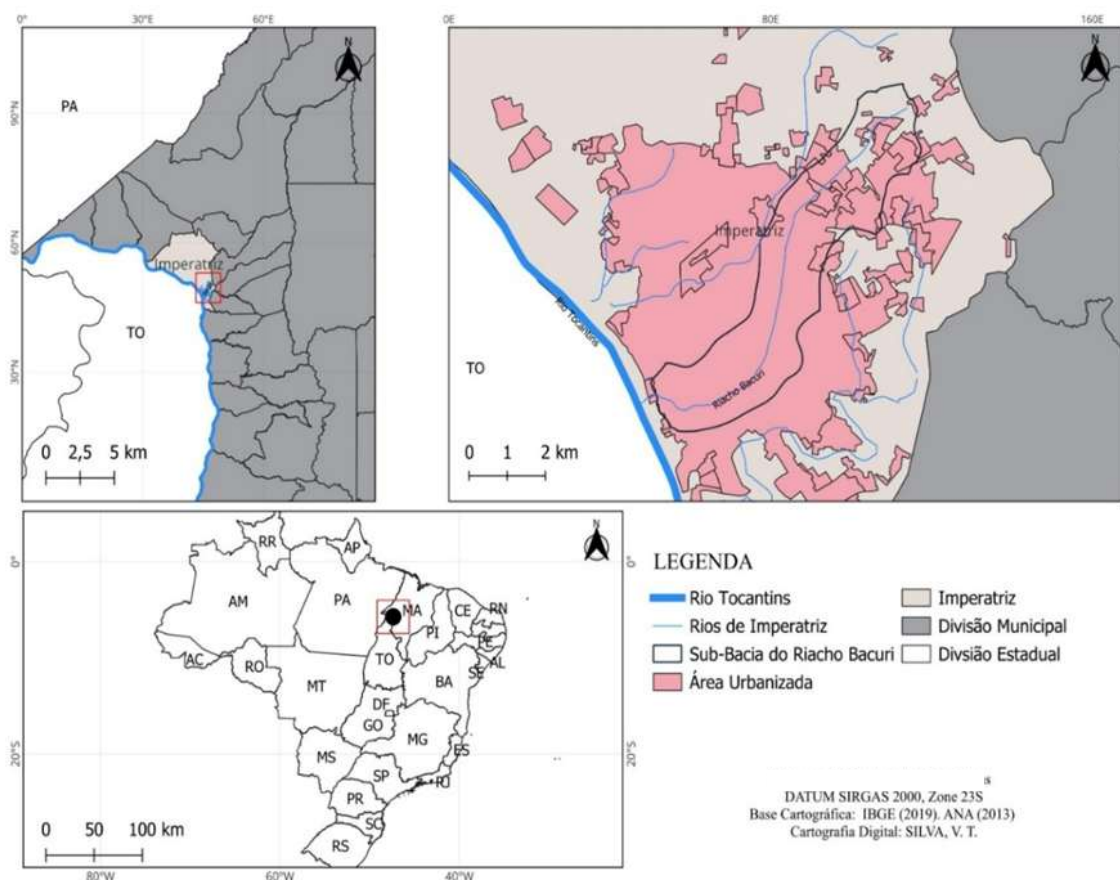 30°E
60°E
N
90°N
PA
60°N
Imperatriz
TO
30°N
0 2,5 5 km
0E
80E
160E
N
Imperatriz
Rio Tocantins
TO
Riacho Bacuri
0 1 2 km
N
0°
0°
RR
AP
AM
PA
MA
CE
RN
PI
AC
RO
TO
AL
SE
MT
BA
DF
GO
MG
ES
MS
SP
RJ
PR
SC
RS
20°S
20°S
0 50 100 km
80°W
60°W
40°W
LEGENDA
Rio Tocantins
Rios de Imperatriz
Sub-Bacia do Riacho Bacuri
Área Urbanizada
Imperatriz
Divisão Municipal
Divsião Estadual
DATUM SIRGAS 2000, Zone 23S
Base Cartográfica: IBGE (2019). ANA (2013)
Cartografia Digital: SILVA, V. T.